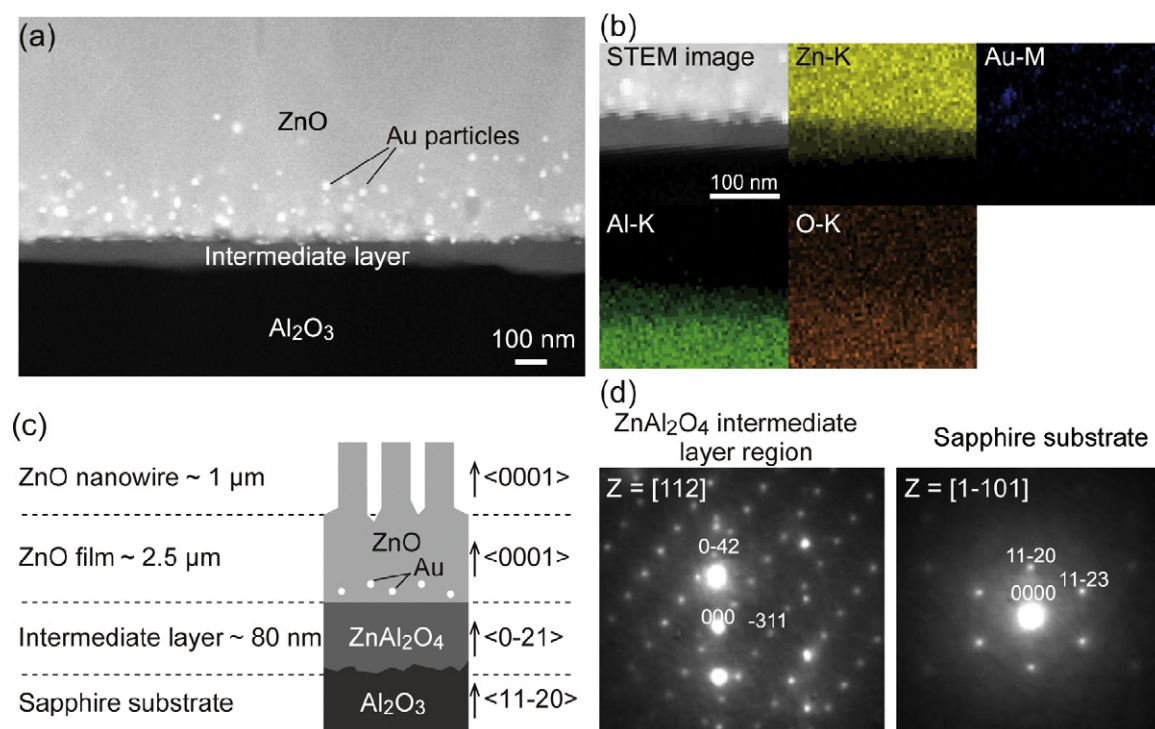 (a)
ZnO
Au particles
Intermediate layer
Al₂O₃
100 nm
(b)
STEM image
Zn-K
Au-M
100 nm
Al-K
O-K
(c)
ZnO nanowire ~ 1 µm
<0001>
ZnO film ~ 2.5 µm
ZnO
Au
<0001>
Intermediate layer ~ 80 nm
ZnAl₂O₄
<0-21>
Sapphire substrate
Al₂O₃
<11-20>
(d)
ZnAl₂O₄ intermediate
layer region
Z = [112]
0-42
000
-311
Sapphire substrate
Z = [1-101]
11-20
0000
11-23